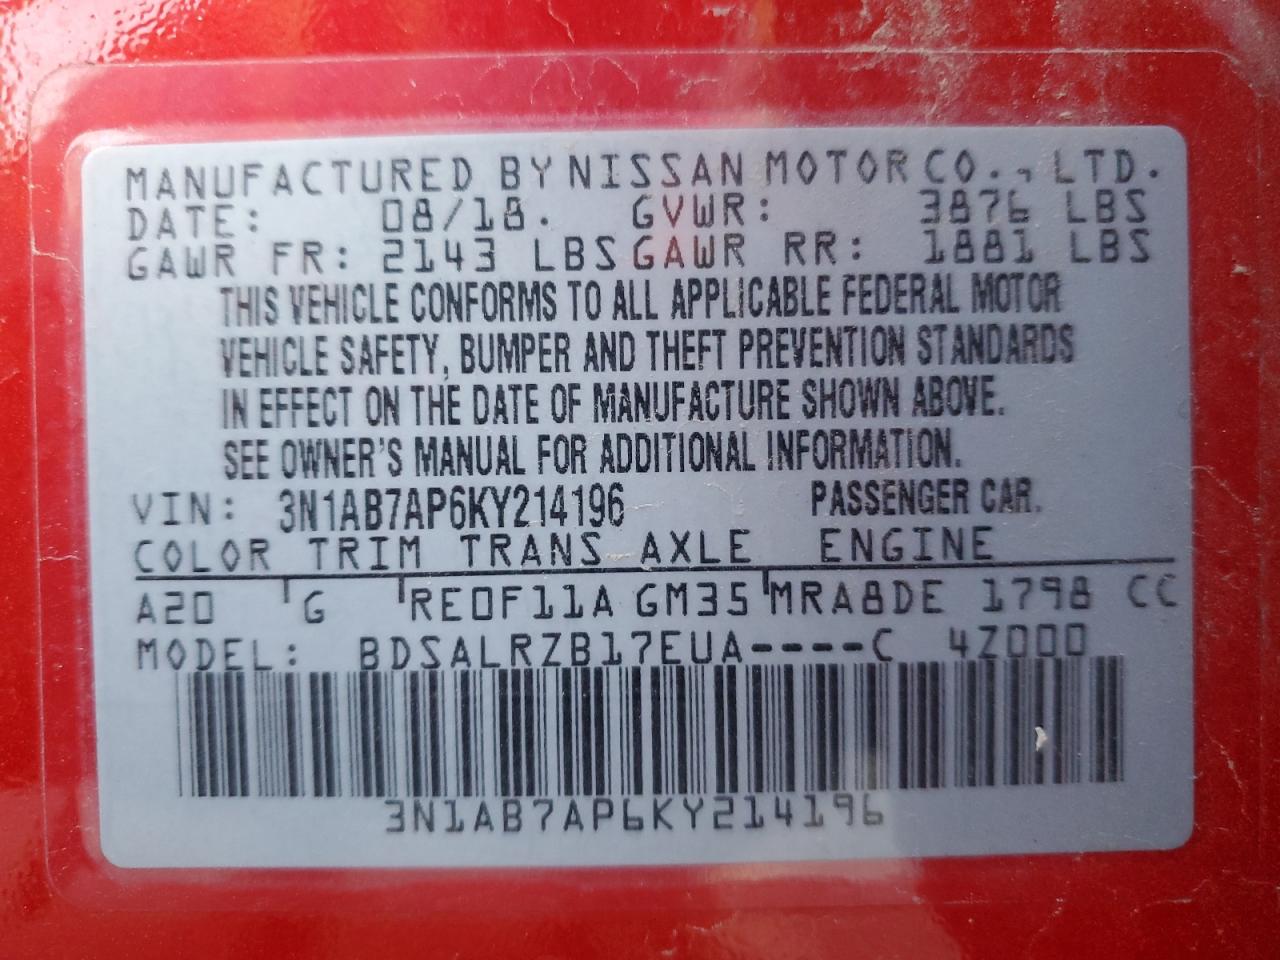 MANUFACTURED BY NISSAN MOTOR CO., LTD.
DATE: 08/18. GVWR: 3876 LBS
GAWR FR: 2143 LBS GAWR RR: 1881 LBS
THIS VEHICLE CONFORMS TO ALL APPLICABLE FEDERAL MOTOR
VEHICLE SAFETY, BUMPER AND THEFT PREVENTION STANDARDS
IN EFFECT ON THE DATE OF MANUFACTURE SHOWN ABOVE.
SEE OWNER'S MANUAL FOR ADDITIONAL INFORMATION.
VIN: 3N1AB7AP6KY214196 PASSENGER CAR.
COLOR TRIM TRANS AXLE ENGINE
A20 G RE0F11A GM35 MRA8DE 1798 CC
MODEL: BDSALRZB17EUA----C 4Z000
3N1AB7AP6KY214196